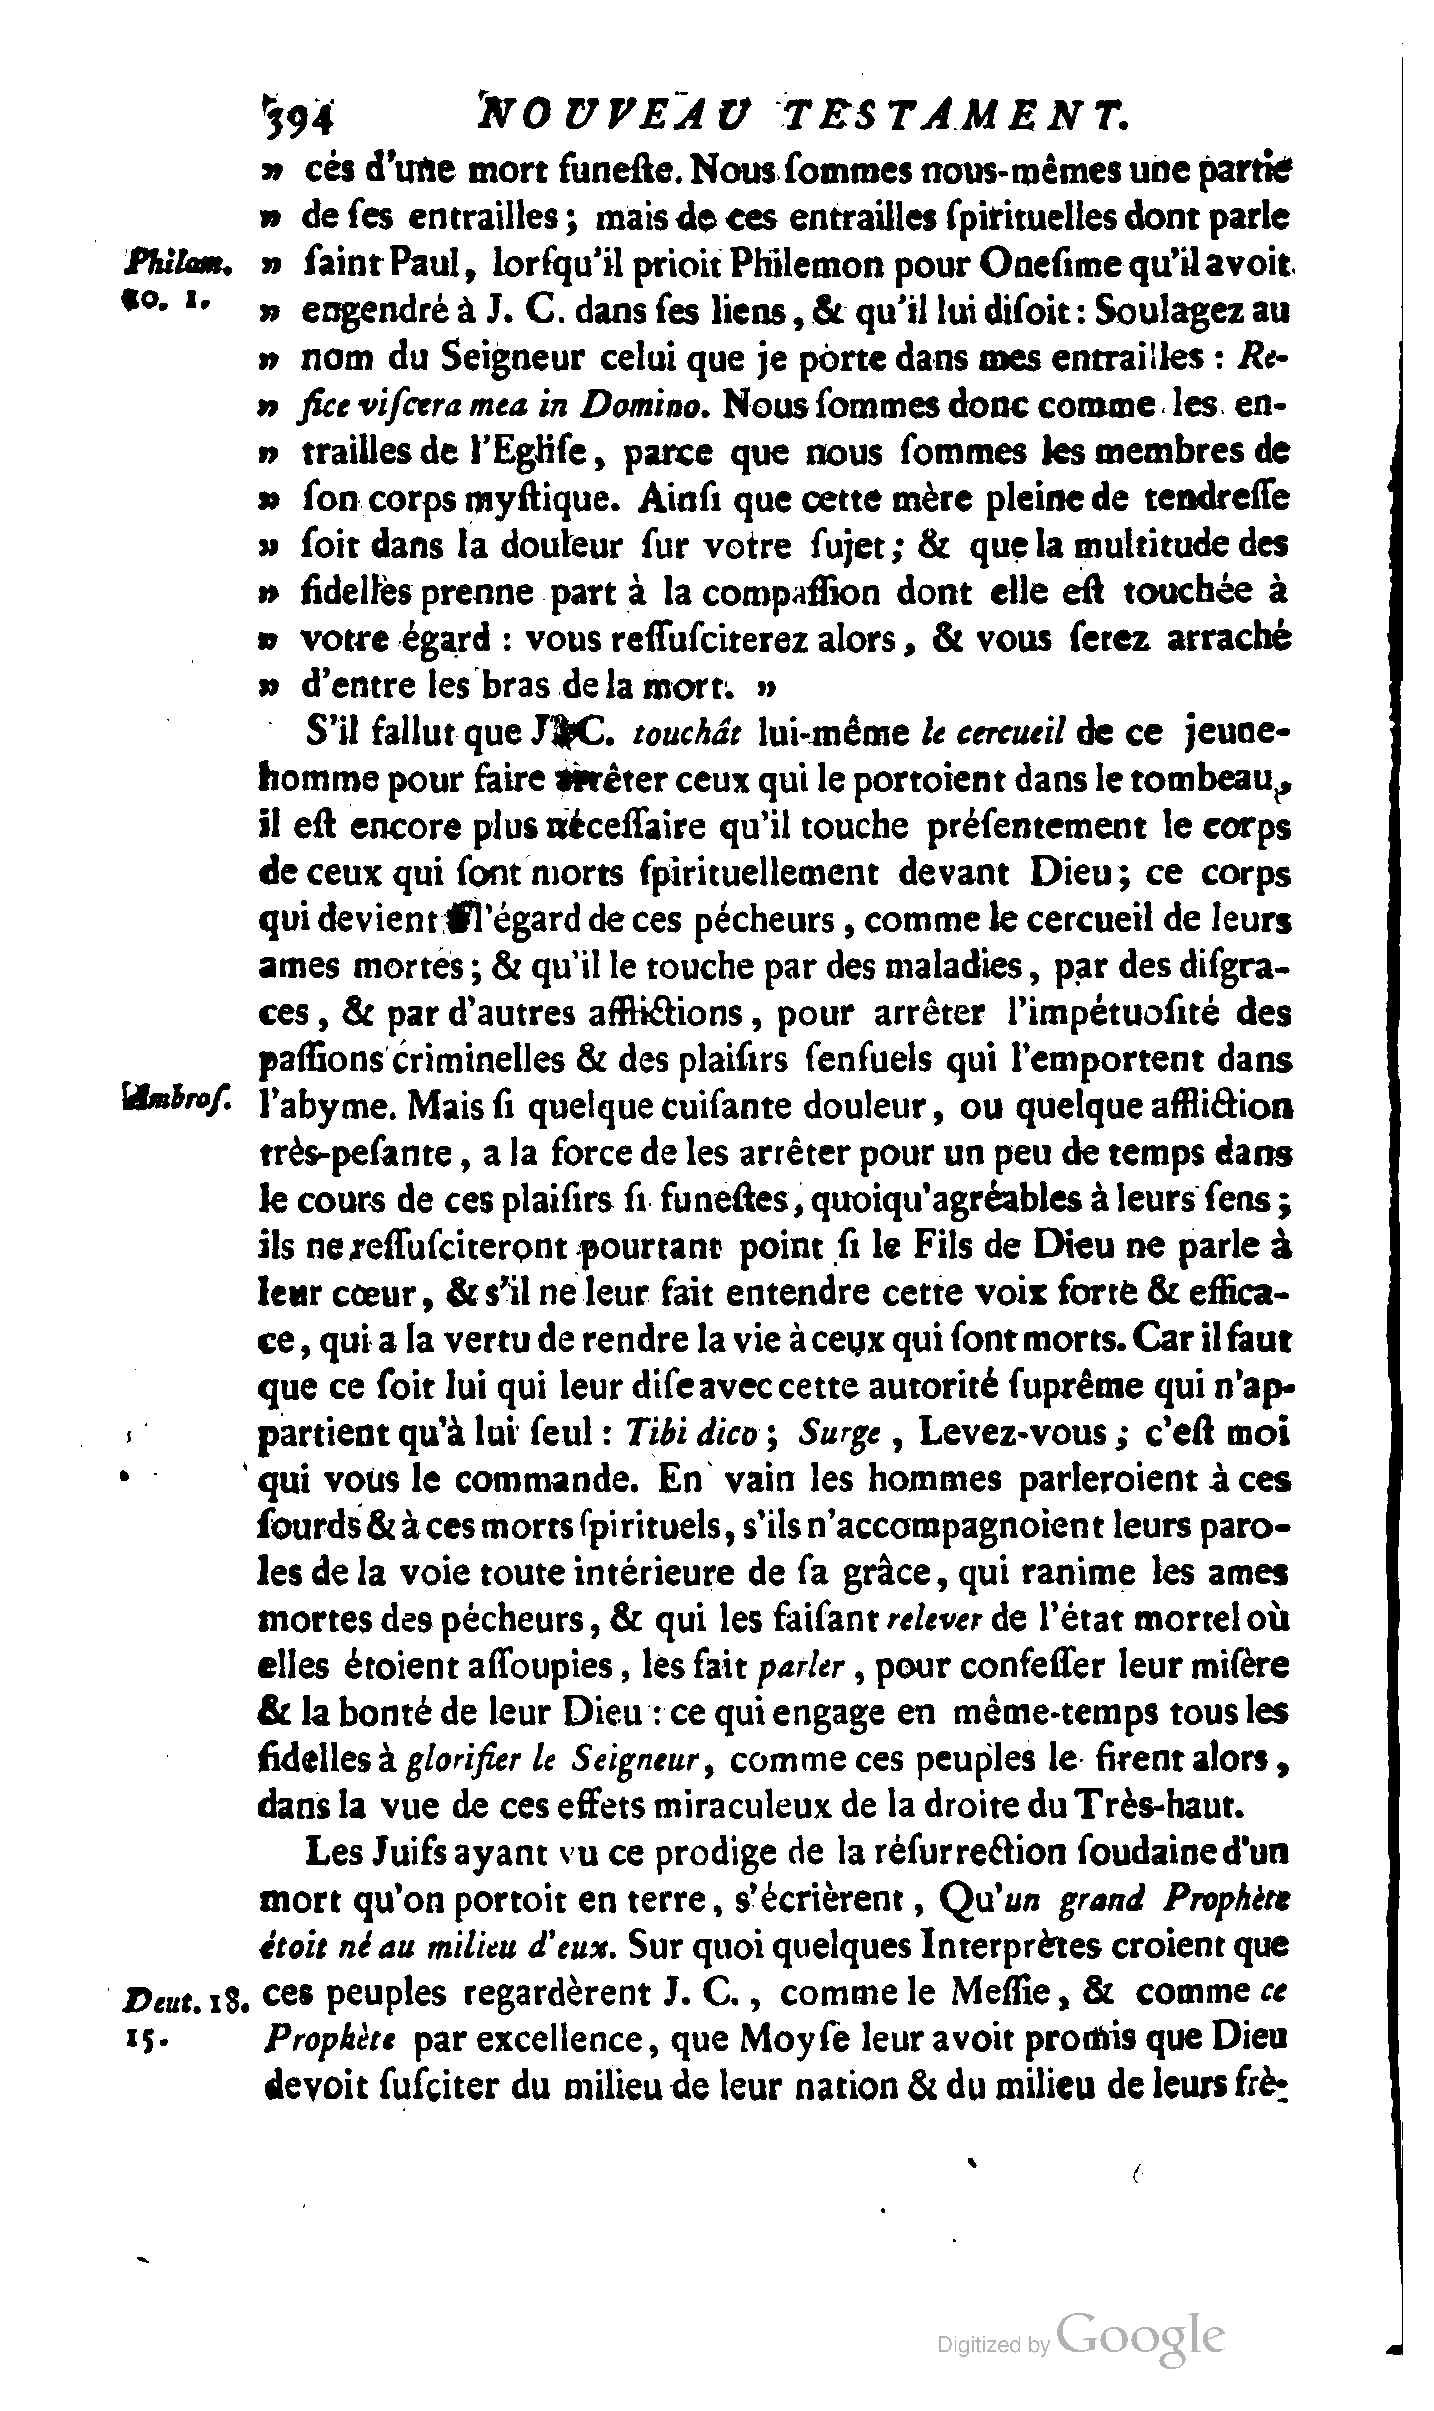 394 NOUVEAU TESTAMENT.
» cés d'une mort funeſte. Nous ſommes nous-mêmes une partie
» de ſes entrailles ; mais de ces entrailles ſpirituelles dont parle
Philem. » ſaint Paul, lorſqu'il prioit Philemon pour Oneſime qu'il avoit
20. 1. » engendré à J. C. dans ſes liens, & qu'il lui diſoit : Soulagez au
» nom du Seigneur celui que je porte dans mes entrailles : Re-
» fice viſcera mea in Domino. Nous ſommes donc comme les en-
» trailles de l'Egliſe, parce que nous ſommes les membres de
» ſon corps myſtique. Ainſi que cette mère pleine de tendreſſe
» ſoit dans la douleur ſur votre ſujet ; & que la multitude des
» fidelles prenne part à la compaſſion dont elle eſt touchée à
» votre égard : vous reſſuſciterez alors, & vous ſerez arraché
» d'entre les bras de la mort. »
S'il fallut que J. C. touchât lui-même le cercueil de ce jeune-
homme pour faire arrêter ceux qui le portoient dans le tombeau,
il eſt encore plus néceſſaire qu'il touche préſentement le corps
de ceux qui ſont morts ſpirituellement devant Dieu ; ce corps
qui devient l'égard de ces pécheurs, comme le cercueil de leurs
ames mortes ; & qu'il le touche par des maladies, par des diſgra-
ces, & par d'autres afflictions, pour arrêter l'impétuoſité des
paſſions criminelles & des plaiſirs ſenſuels qui l'emportent dans
Ambroſ. l'abyme. Mais ſi quelque cuiſante douleur, ou quelque affliction
très-peſante, a la force de les arrêter pour un peu de temps dans
le cours de ces plaiſirs ſi funeſtes, quoiqu'agréables à leurs ſens ;
ils ne reſſuſciteront pourtant point ſi le Fils de Dieu ne parle à
leur cœur, & s'il ne leur fait entendre cette voix forte & effica-
ce, qui a la vertu de rendre la vie à ceux qui ſont morts. Car il faut
que ce ſoit lui qui leur diſe avec cette autorité ſuprême qui n'ap-
partient qu'à lui ſeul : Tibi dico ; Surge, Levez-vous ; c'eſt moi
qui vous le commande. En vain les hommes parleroient à ces
ſourds & à ces morts ſpirituels, s'ils n'accompagnoient leurs paro-
les de la voie toute intérieure de ſa grâce, qui ranime les ames
mortes des pécheurs, & qui les faiſant relever de l'état mortel où
elles étoient aſſoupies, les fait parler, pour confeſſer leur miſère
& la bonté de leur Dieu : ce qui engage en même-temps tous les
fidelles à glorifier le Seigneur, comme ces peuples le firent alors,
dans la vue de ces effets miraculeux de la droite du Très-haut.
Les Juifs ayant vu ce prodige de la réſurrection ſoudaine d'un
mort qu'on portoit en terre, s'écrièrent, Qu'un grand Prophète
étoit né au milieu d'eux. Sur quoi quelques Interprètes croient que
Deut. 18. ces peuples regardèrent J. C., comme le Meſſie, & comme ce
15. Prophète par excellence, que Moyſe leur avoit promis que Dieu
devoit ſuſciter du milieu de leur nation & du milieu de leurs frè-
Digitized by Google